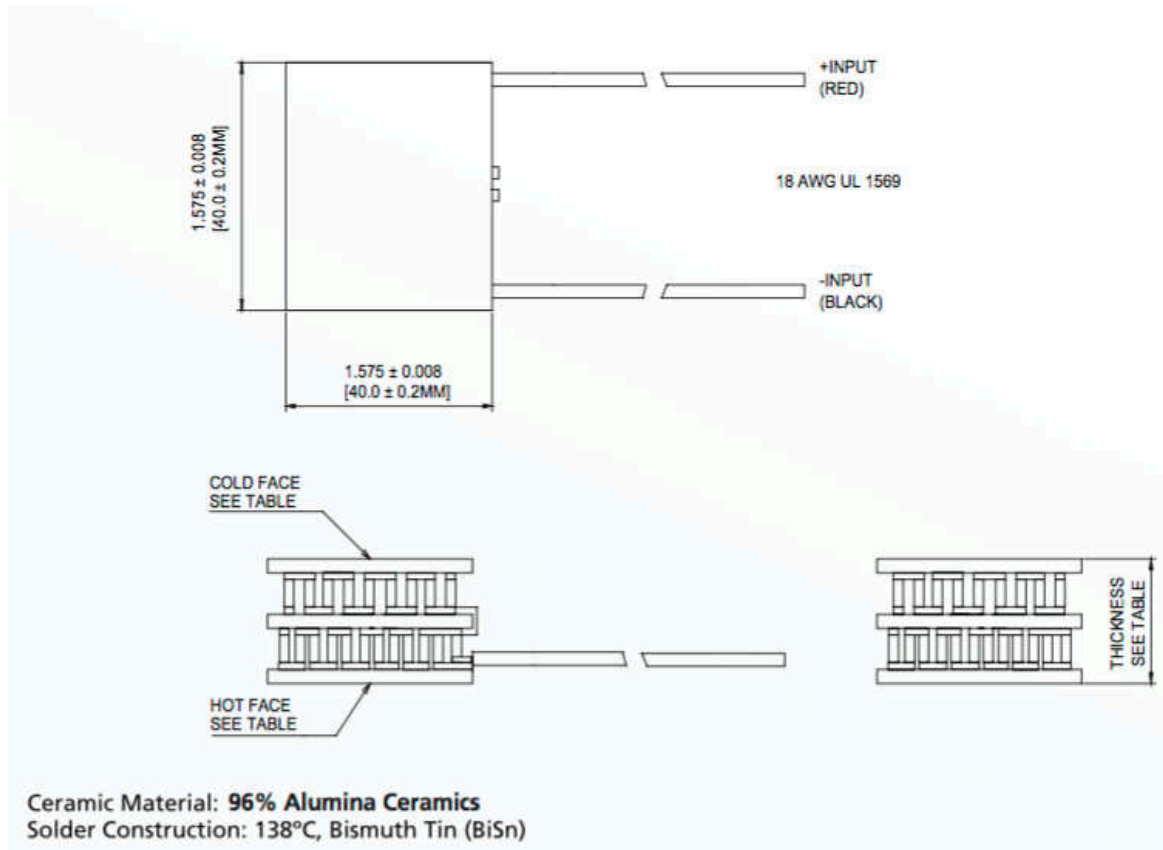 +INPUT
(RED)
1.575 ± 0.008
[40.0 ± 0.2MM]
18 AWG UL 1569
-INPUT
(BLACK)
1.575 ± 0.008
[40.0 ± 0.2MM]
COLD FACE
SEE TABLE
THICKNESS
SEE TABLE
HOT FACE
SEE TABLE
Ceramic Material: 96% Alumina Ceramics
Solder Construction: 138ºC, Bismuth Tin (BiSn)